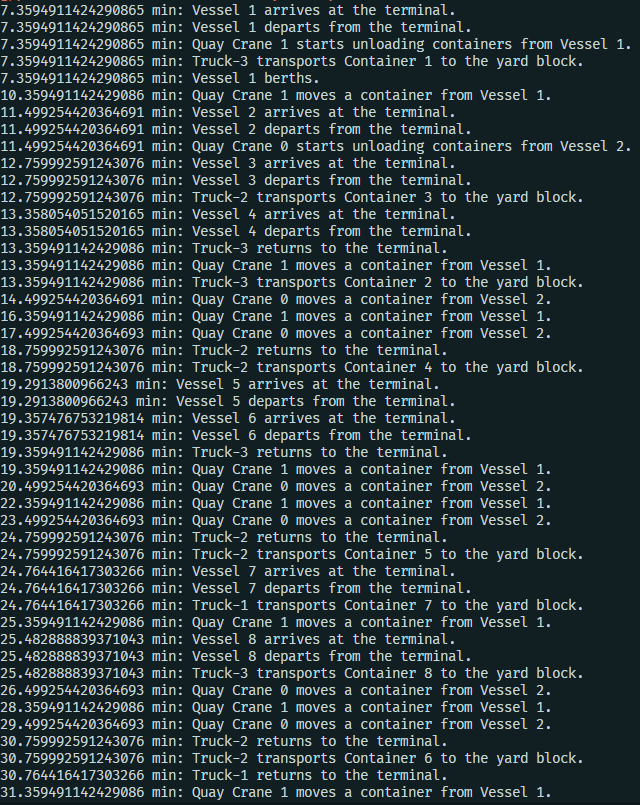 7.3594911424290865 min: Vessel 1 arrives at the terminal.
7.3594911424290865 min: Vessel 1 departs from the terminal.
7.3594911424290865 min: Quay Crane 1 starts unloading containers from Vessel 1.
7.3594911424290865 min: Truck-3 transports Container 1 to the yard block.
7.3594911424290865 min: Vessel 1 berths.
10.359491142429086 min: Quay Crane 1 moves a container from Vessel 1.
11.499254420364691 min: Vessel 2 arrives at the terminal.
11.499254420364691 min: Vessel 2 departs from the terminal.
11.499254420364691 min: Quay Crane 0 starts unloading containers from Vessel 2.
12.759992591243076 min: Vessel 3 arrives at the terminal.
12.759992591243076 min: Vessel 3 departs from the terminal.
12.759992591243076 min: Truck-2 transports Container 3 to the yard block.
13.358054051520165 min: Vessel 4 arrives at the terminal.
13.358054051520165 min: Vessel 4 departs from the terminal.
13.359491142429086 min: Truck-3 returns to the terminal.
13.359491142429086 min: Quay Crane 1 moves a container from Vessel 1.
13.359491142429086 min: Truck-3 transports Container 2 to the yard block.
14.499254420364691 min: Quay Crane 0 moves a container from Vessel 2.
16.359491142429086 min: Quay Crane 1 moves a container from Vessel 1.
17.499254420364693 min: Quay Crane 0 moves a container from Vessel 2.
18.759992591243076 min: Truck-2 returns to the terminal.
18.759992591243076 min: Truck-2 transports Container 4 to the yard block.
19.2913800966243 min: Vessel 5 arrives at the terminal.
19.2913800966243 min: Vessel 5 departs from the terminal.
19.357476753219814 min: Vessel 6 arrives at the terminal.
19.357476753219814 min: Vessel 6 departs from the terminal.
19.359491142429086 min: Truck-3 returns to the terminal.
19.359491142429086 min: Quay Crane 1 moves a container from Vessel 1.
20.499254420364693 min: Quay Crane 0 moves a container from Vessel 2.
22.359491142429086 min: Quay Crane 1 moves a container from Vessel 1.
23.499254420364693 min: Quay Crane 0 moves a container from Vessel 2.
24.759992591243076 min: Truck-2 returns to the terminal.
24.759992591243076 min: Truck-2 transports Container 5 to the yard block.
24.764416417303266 min: Vessel 7 arrives at the terminal.
24.764416417303266 min: Vessel 7 departs from the terminal.
24.764416417303266 min: Truck-1 transports Container 7 to the yard block.
25.359491142429086 min: Quay Crane 1 moves a container from Vessel 1.
25.482888839371043 min: Vessel 8 arrives at the terminal.
25.482888839371043 min: Vessel 8 departs from the terminal.
25.482888839371043 min: Truck-3 transports Container 8 to the yard block.
26.499254420364693 min: Quay Crane 0 moves a container from Vessel 2.
28.359491142429086 min: Quay Crane 1 moves a container from Vessel 1.
29.499254420364693 min: Quay Crane 0 moves a container from Vessel 2.
30.759992591243076 min: Truck-2 returns to the terminal.
30.759992591243076 min: Truck-2 transports Container 6 to the yard block.
30.764416417303266 min: Truck-1 returns to the terminal.
31.359491142429086 min: Quay Crane 1 moves a container from Vessel 1.